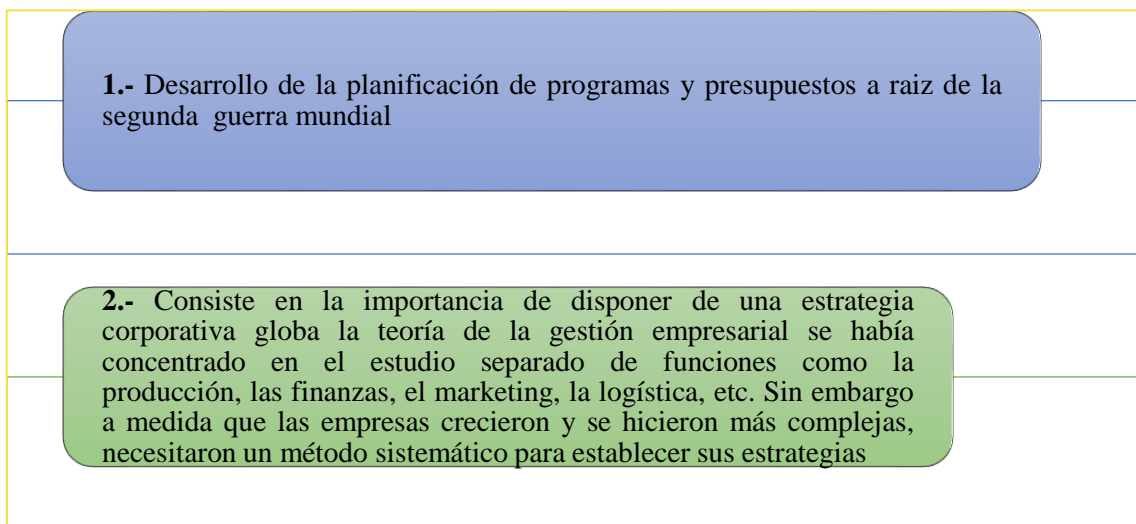 1.- Desarrollo de la planificación de programas y presupuestos a raiz de la
segunda guerra mundial
2.- Consiste en la importancia de disponer de una estrategia
corporativa globa la teoría de la gestión empresarial se había
concentrado en el estudio separado de funciones como la
producción, las finanzas, el marketing, la logística, etc. Sin embargo
a medida que las empresas crecieron y se hicieron más complejas,
necesitaron un método sistemático para establecer sus estrategias